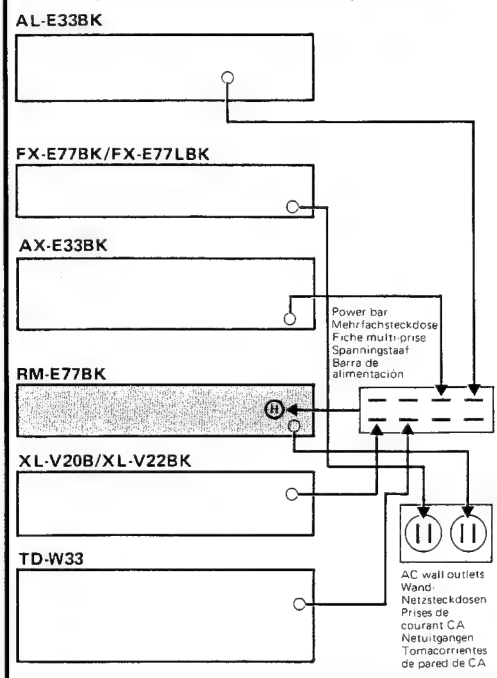 AL-E33BK
FX-E77BK/FX-E77LBK
AX-E33BK
Power bar
Mehrfachsteckdose
Fiche multi-prise
Spanningstaaf
Barra de
alimentación
RM-E77BK
H
XL-V20B/XL-V22BK
TD-W33
AC wall outlets
Wand-
Netzsteckdosen
Prises de
courant CA
Netuitgangen
Tomacorrientes
de pared de CA